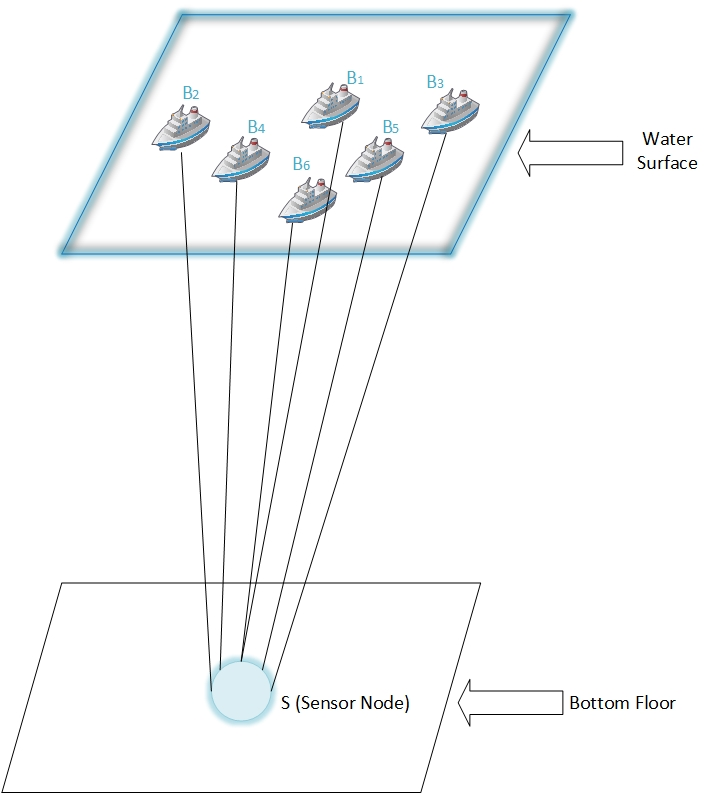 B1
B2
B3
B4
B5
B6
Water
Surface
S (Sensor Node)
Bottom Floor